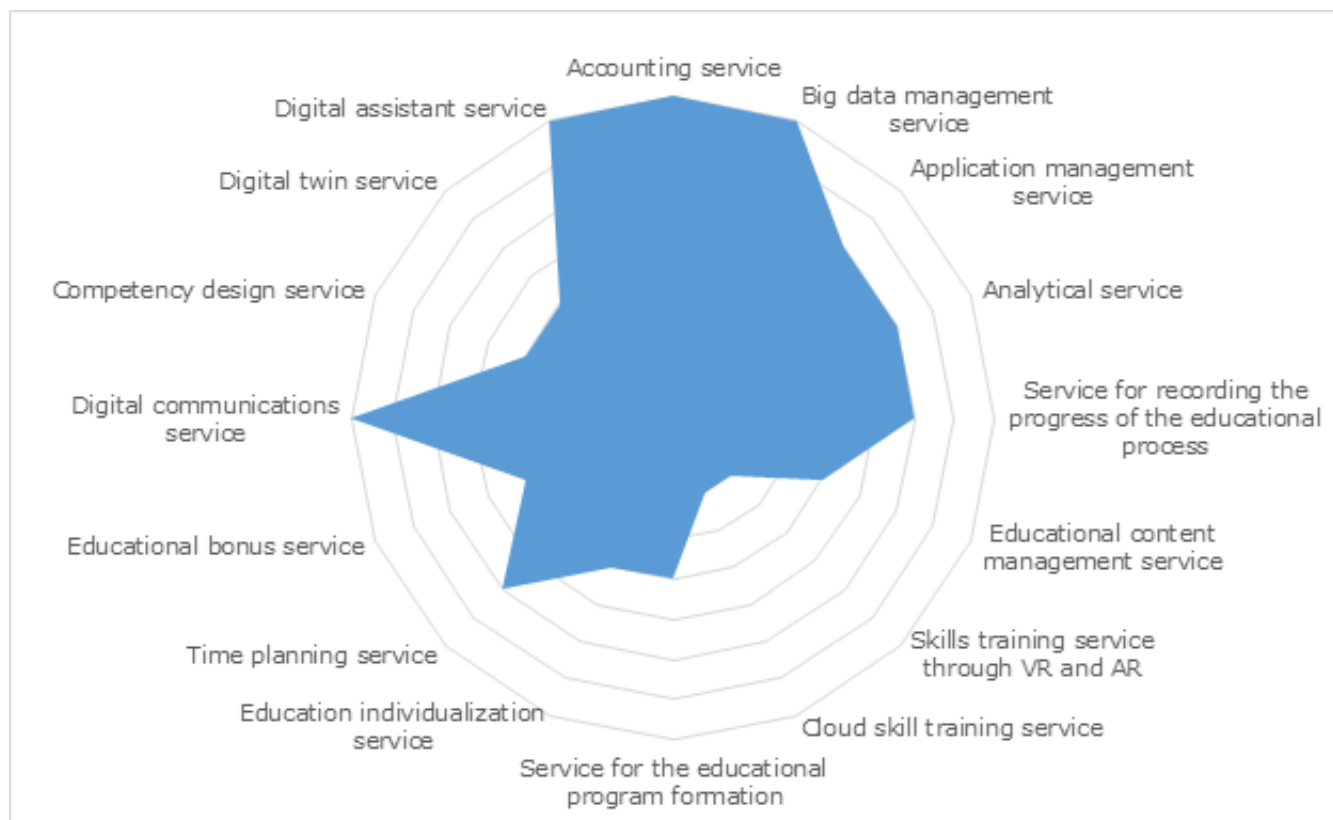 Accounting service
Big data management
service
Application management
service
Analytical service
Service for recording the
progress of the educational
process
Educational content
management service
Skills training service
through VR and AR
Cloud skill training service
Service for the educational
program formation
Education individualization
service
Time planning service
Educational bonus service
Digital communications
service
Competency design service
Digital twin service
Digital assistant service